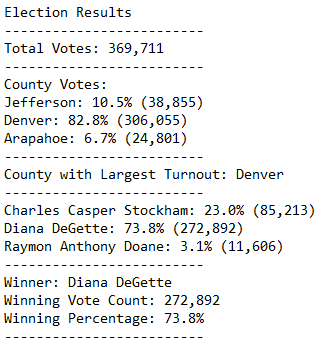 Election Results
-------------------------
Total Votes: 369,711
-------------------------
County Votes:
Jefferson: 10.5% (38,855)
Denver: 82.8% (306,055)
Arapahoe: 6.7% (24,801)
-------------------------
County with Largest Turnout: Denver
-------------------------
Charles Casper Stockham: 23.0% (85,213)
Diana DeGette: 73.8% (272,892)
Raymon Anthony Doane: 3.1% (11,606)
-------------------------
Winner: Diana DeGette
Winning Vote Count: 272,892
Winning Percentage: 73.8%
-------------------------